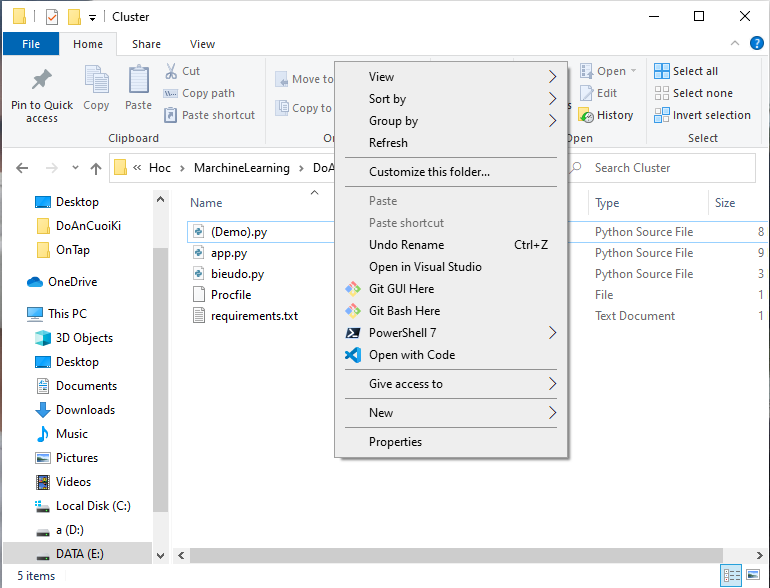 Cluster
File Home Share View
Pin to Quick access
Copy
Paste
Cut
Copy path
Paste shortcut
Clipboard
Move to
Copy to
Or
Open
Edit
History
s
Open
Select all
Select none
Invert selection
Select
« Hoc > MarchineLearning > DoA
Search Cluster
Desktop
DoAnCuoiKi
OnTap
OneDrive
This PC
3D Objects
Desktop
Documents
Downloads
Music
Pictures
Videos
Local Disk (C:)
a (D:)
DATA (E:)
Name Type Size
(Demo).py Python Source File 8
app.py Python Source File 9
bieudo.py Python Source File 3
Procfile File 1
requirements.txt Text Document 1
View
Sort by
Group by
Refresh
Customize this folder...
Paste
Paste shortcut
Undo Rename Ctrl+Z
Open in Visual Studio
Git GUI Here
Git Bash Here
PowerShell 7
Open with Code
Give access to
New
Properties
5 items